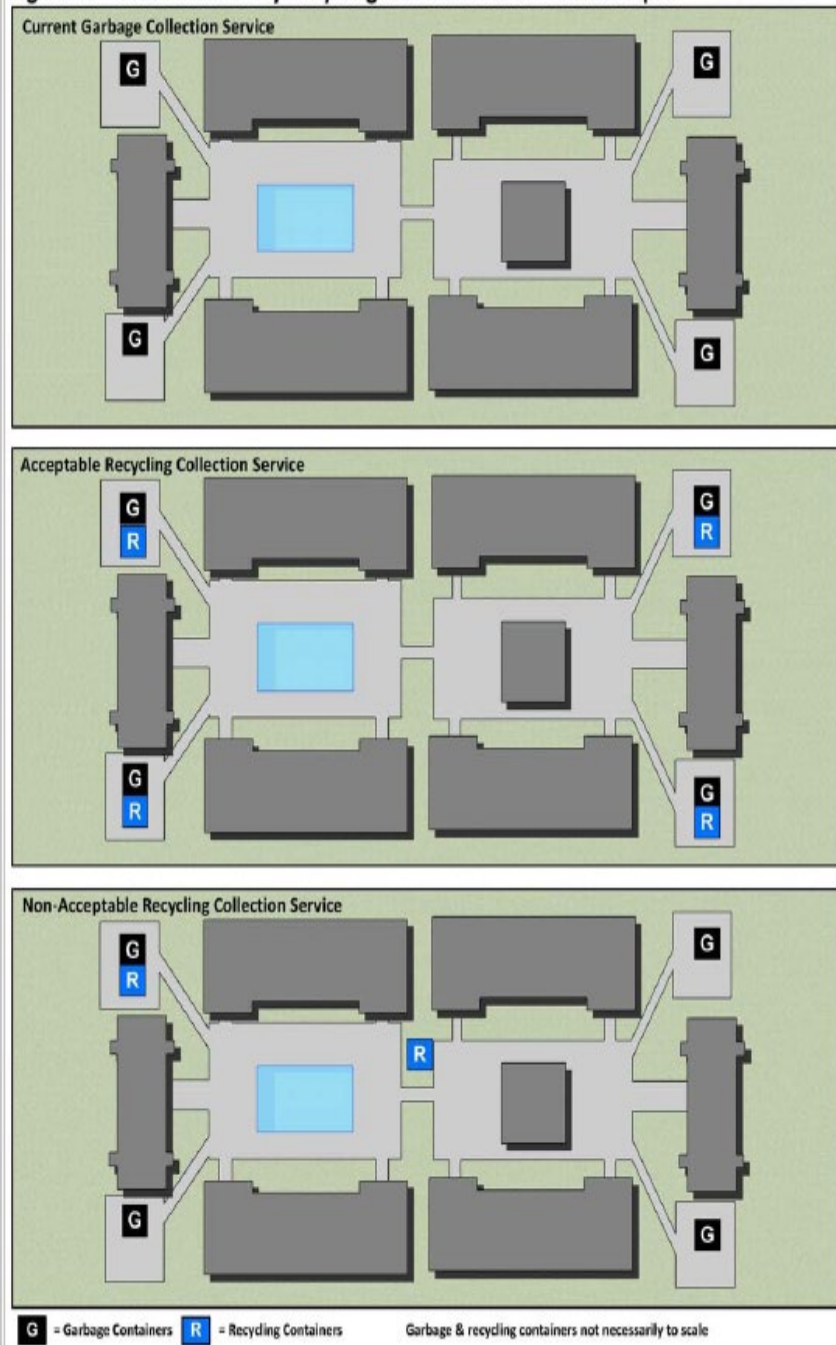 Current Garbage Collection Service
G
G
G
G
Acceptable Recycling Collection Service
G
R
G
R
G
R
G
R
Non-Acceptable Recycling Collection Service
G
R
G
R
G
G
G = Garbage Containers R = Recycling Containers Garbage & recycling containers not necessarily to scale